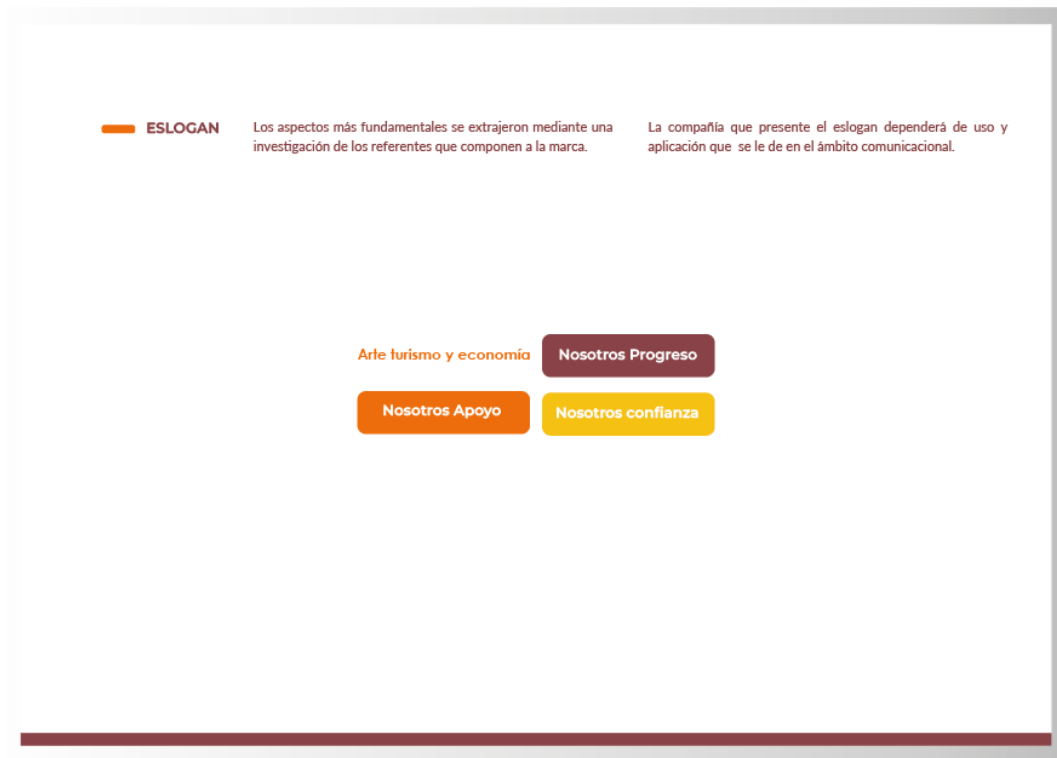 ESLOGAN
Los aspectos más fundamentales se extrajeron mediante una
investigación de los referentes que componen a la marca.
La compañía que presente el eslogan dependerá de uso y
aplicación que se le de en el ámbito comunicacional.
Arte turismo y economía
Nosotros Progreso
Nosotros Apoyo
Nosotros confianza